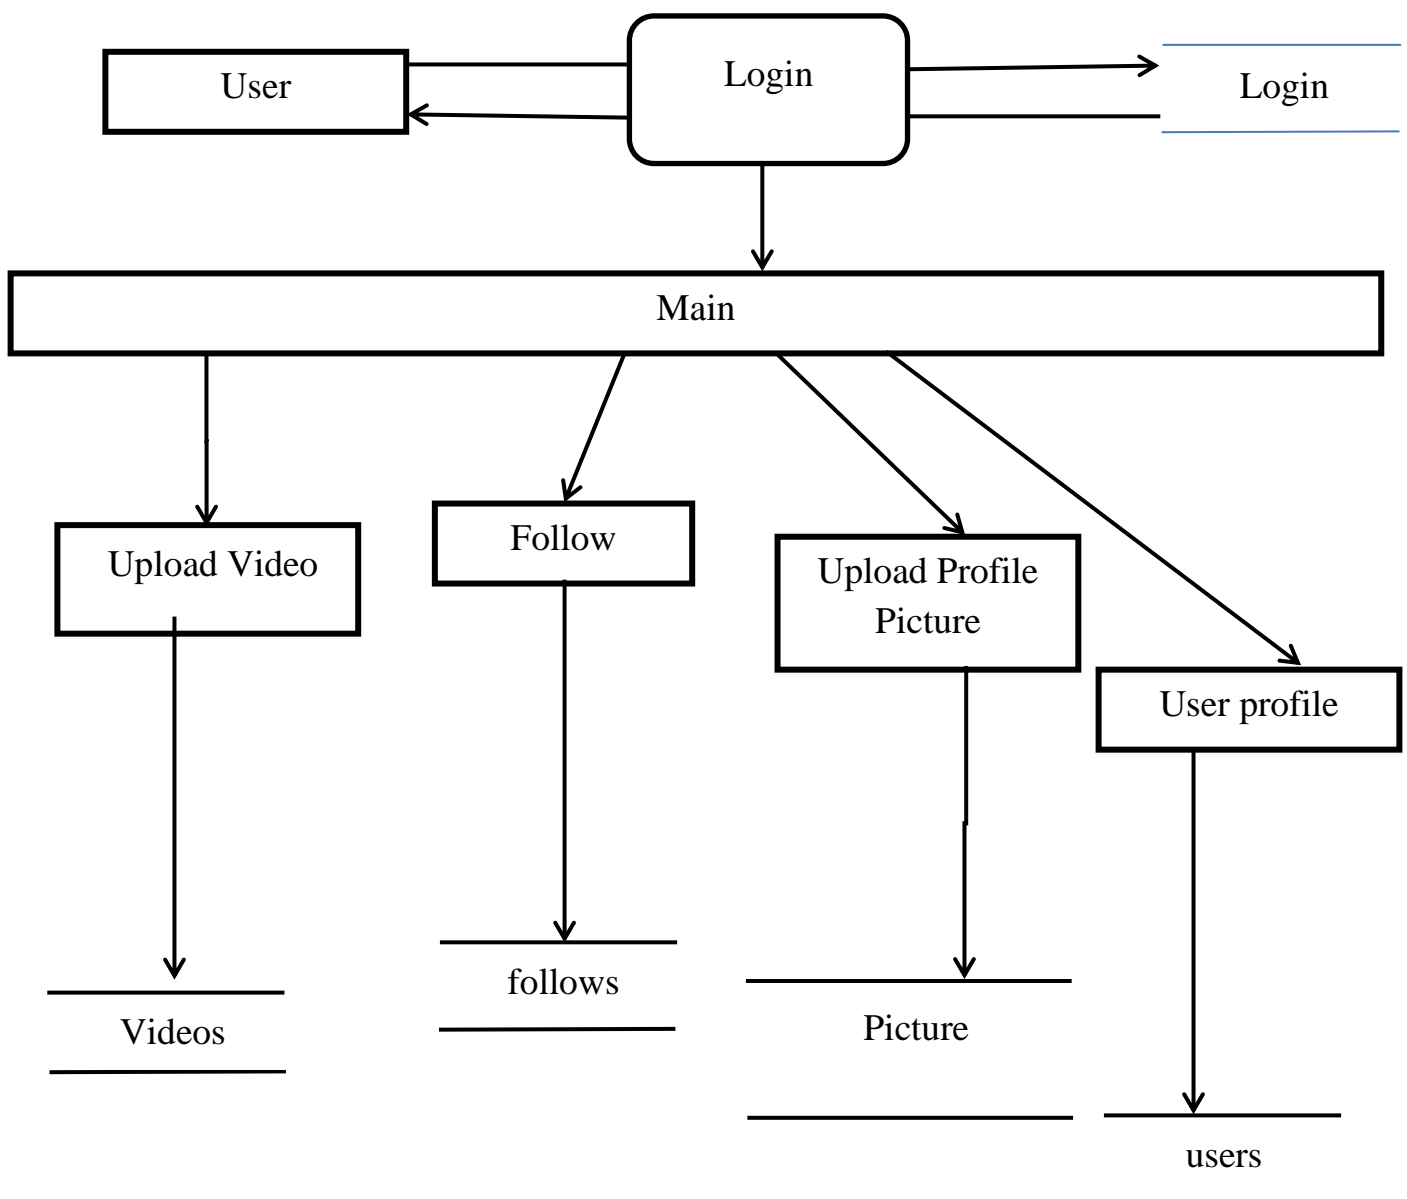 User
Login
Login
Main
Upload Video
Follow
Upload Profile
Picture
User profile
Videos
follows
Picture
users